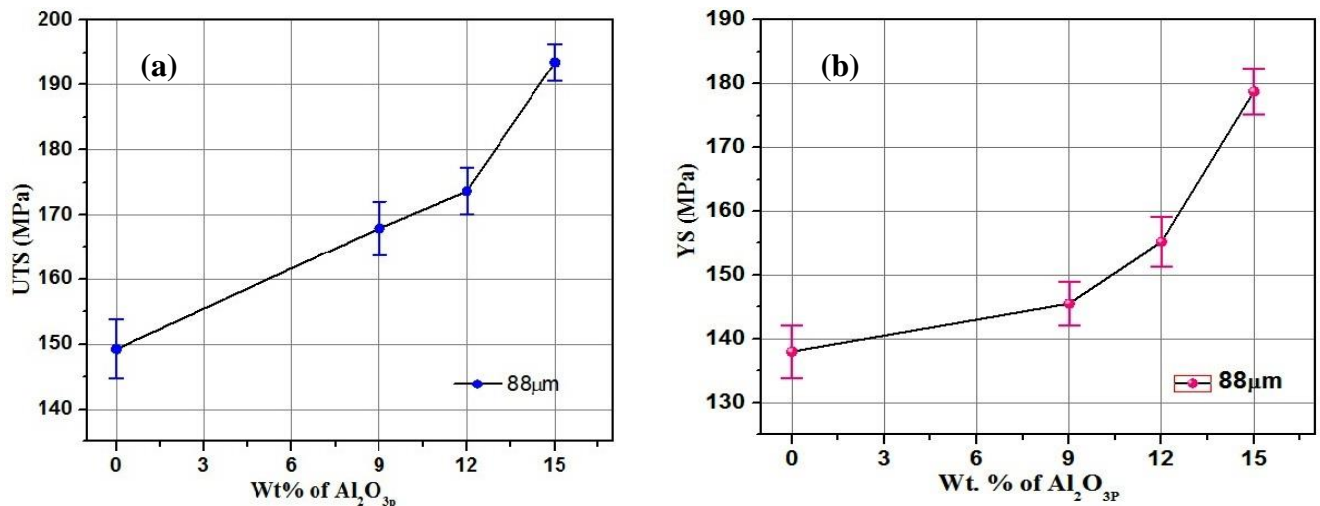 (a)
UTS (MPa)
200
190
180
170
160
150
140
0 3 6 9 12 15
Wt% of Al₂O₃p
88μm
(b)
YS (MPa)
190
180
170
160
150
140
130
0 3 6 9 12 15
Wt. % of Al₂O₃P
88μm